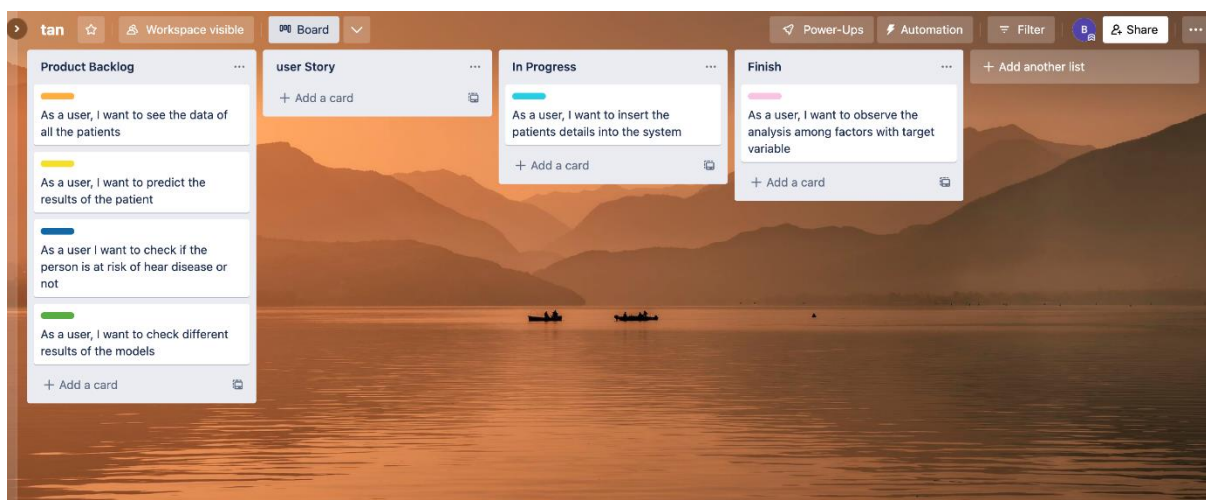 tan
Workspace visible
Board
Power-Ups
Automation
Filter
B
Share
Product Backlog
As a user, I want to see the data of
all the patients
As a user, I want to predict the
results of the patient
As a user I want to check if the
person is at risk of hear disease or
not
As a user, I want to check different
results of the models
+ Add a card
user Story
+ Add a card
In Progress
As a user, I want to insert the
patients details into the system
+ Add a card
Finish
As a user, I want to observe the
analysis among factors with target
variable
+ Add a card
+ Add another list